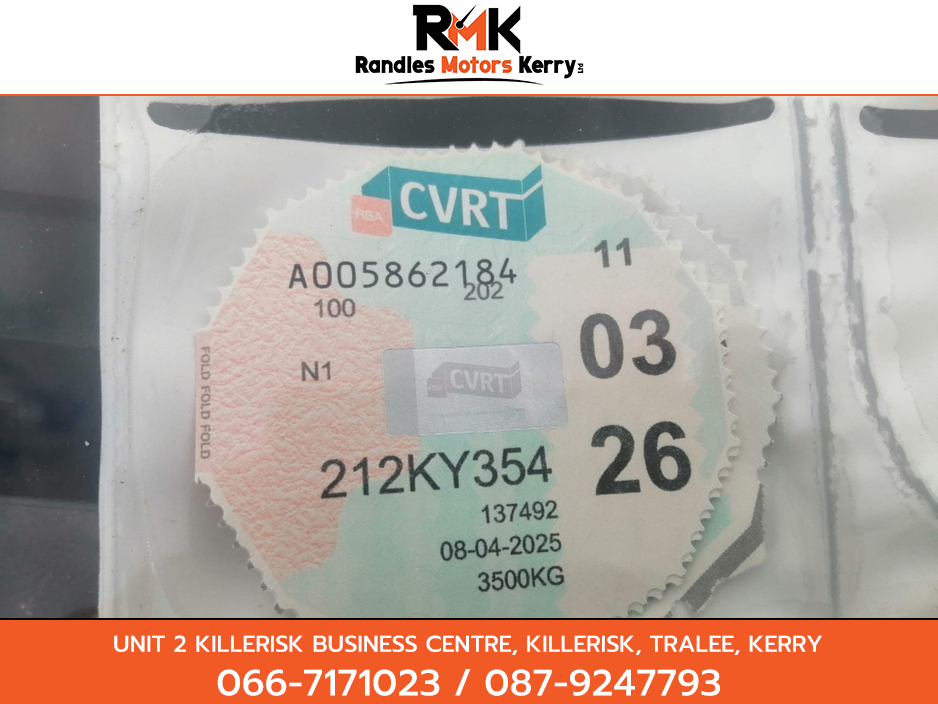 RMK
Randles Motors Kerry Ltd
RSA CVRT
A005862184
202
100
11
03
N1
CVRT
FOLD FOLD FOLD
26
212KY354
137492
08-04-2025
3500KG
UNIT 2 KILLERISK BUSINESS CENTRE, KILLERISK, TRALEE, KERRY
066-7171023 / 087-9247793